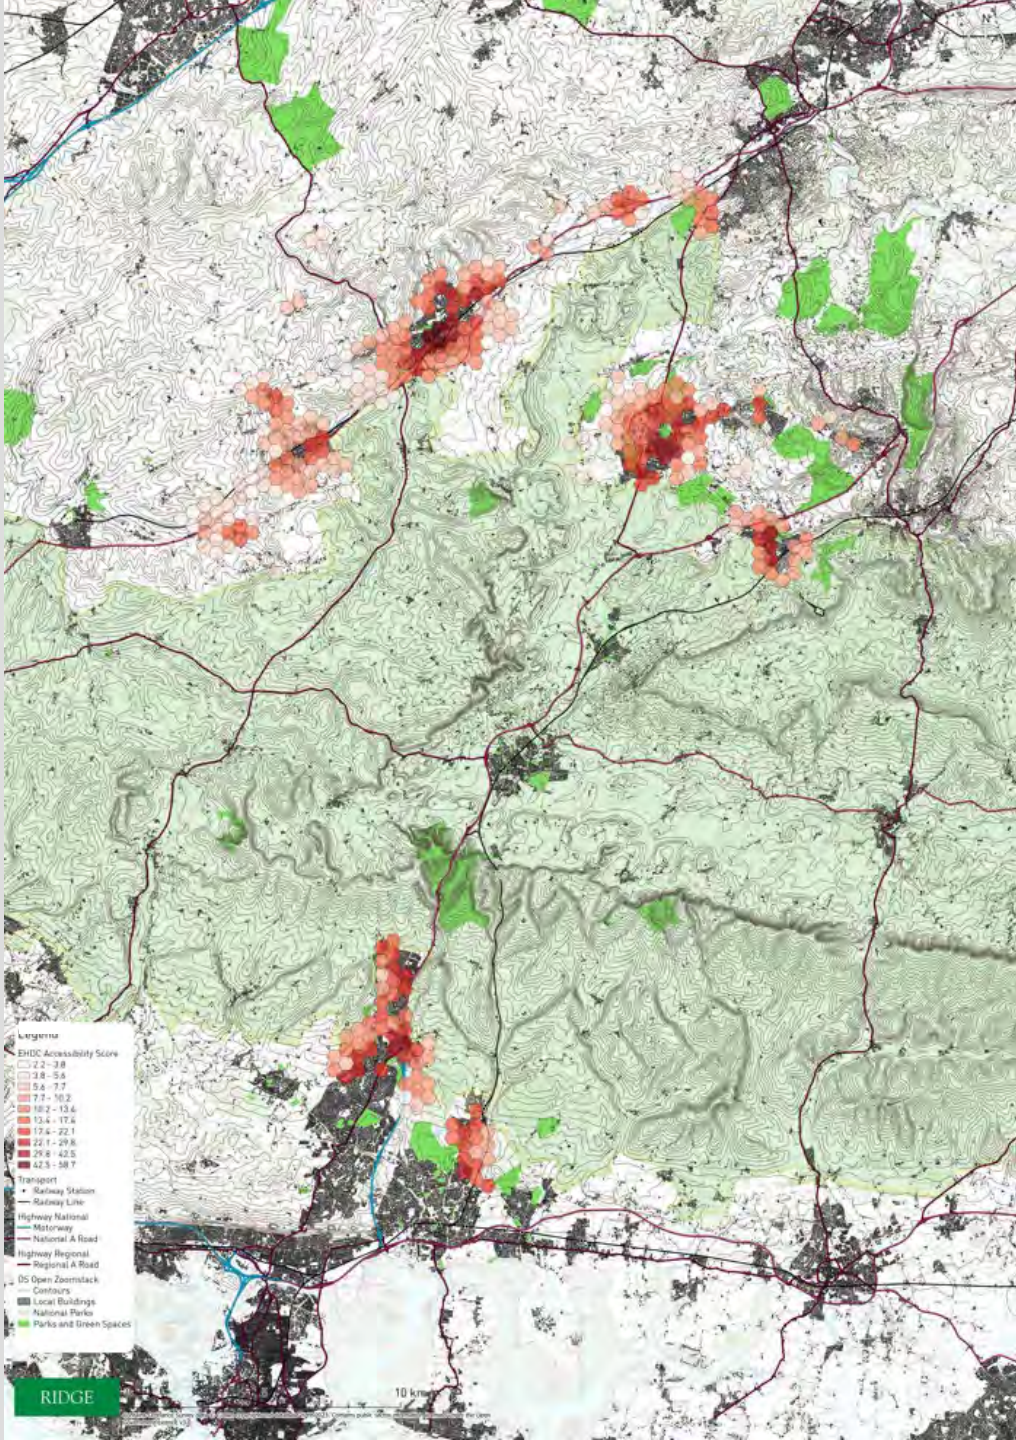 N
Legend
EHDC Accessibility Score
2.2 - 3.8
3.8 - 5.6
5.6 - 7.7
7.7 - 10.2
10.2 - 13.4
13.4 - 17.4
17.4 - 22.1
22.1 - 29.8
29.8 - 42.5
42.5 - 58.7
Transport
Railway Station
Railway Line
Highway National
Motorway
National A Road
Highway Regional
Regional A Road
OS Open Zoomstack
Contours
Local Buildings
National Parks
Parks and Green Spaces
RIDGE
10 km